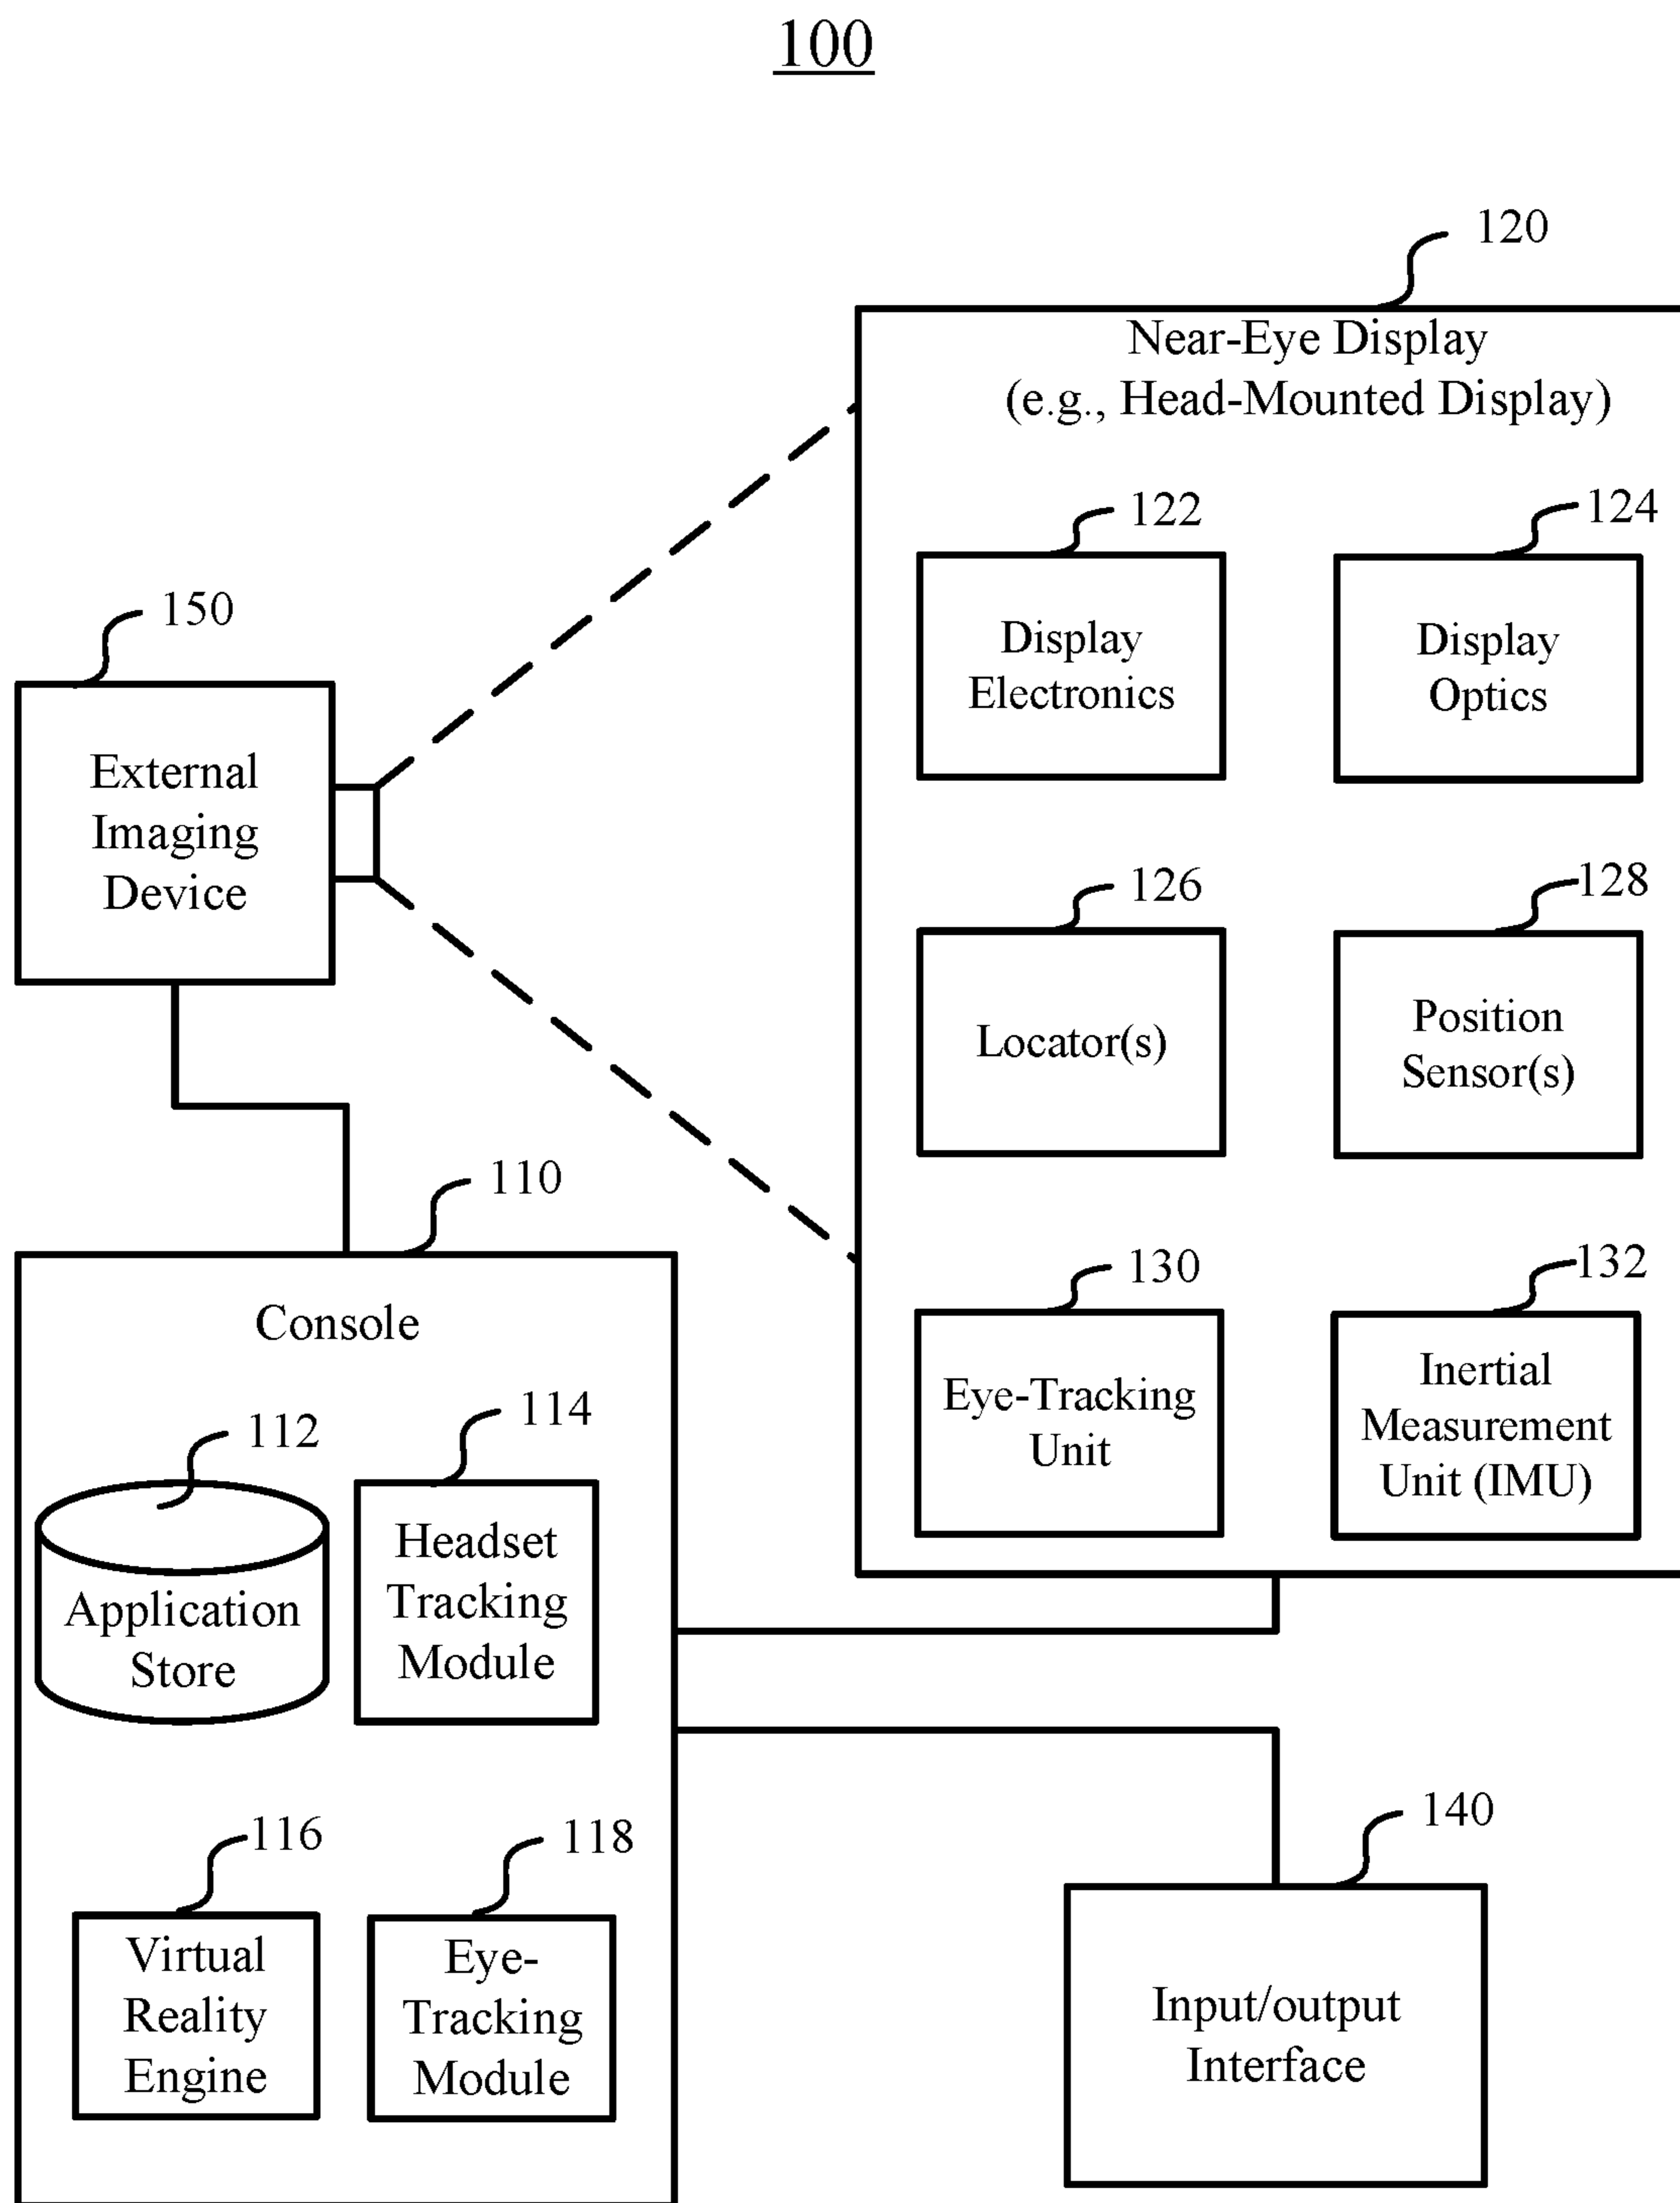 100
120
Near-Eye Display
(e.g., Head-Mounted Display)
122
Display
Electronics
124
Display
Optics
150
External
Imaging
Device
126
Locator(s)
128
Position
Sensor(s)
110
Console
130
Eye-Tracking
Unit
132
Inertial
Measurement
Unit (IMU)
112
Application
Store
114
Headset
Tracking
Module
116
Virtual
Reality
Engine
118
Eye-
Tracking
Module
140
Input/output
Interface